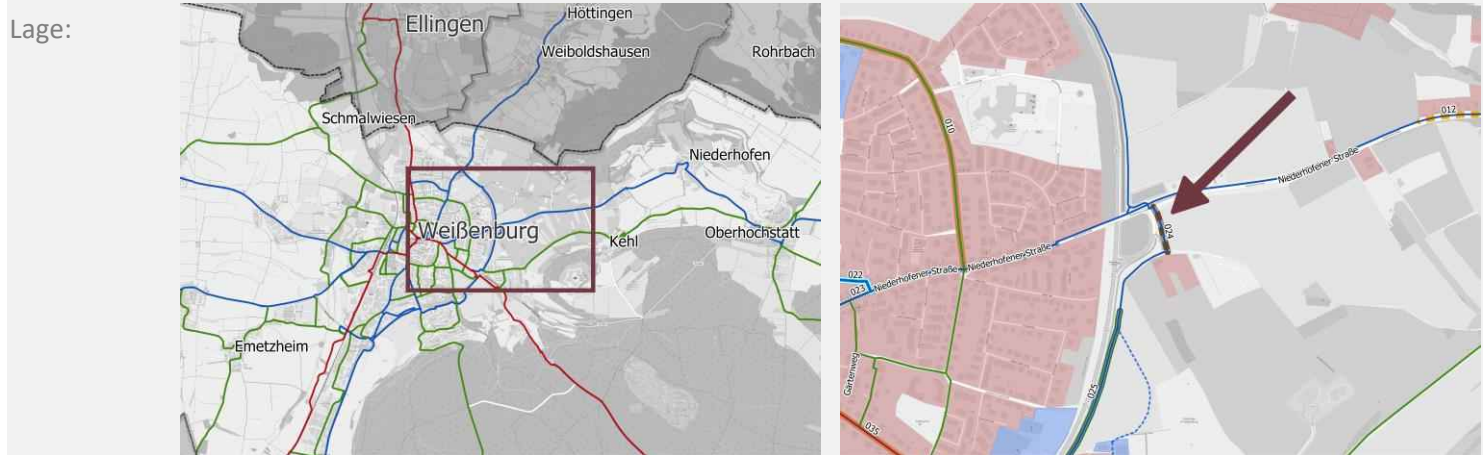 Lage:
Ellingen
Höttingen
Weiboldshausen
Rohrbach
Schmalwiesen
Niederhofen
Weißenburg
Kehl
Oberhochstatt
Emetzheim
010
012
Niederhofener Straße
024
Niederhofener Straße
Niederhofener Straße
022
023
025
Gärtenweg
035